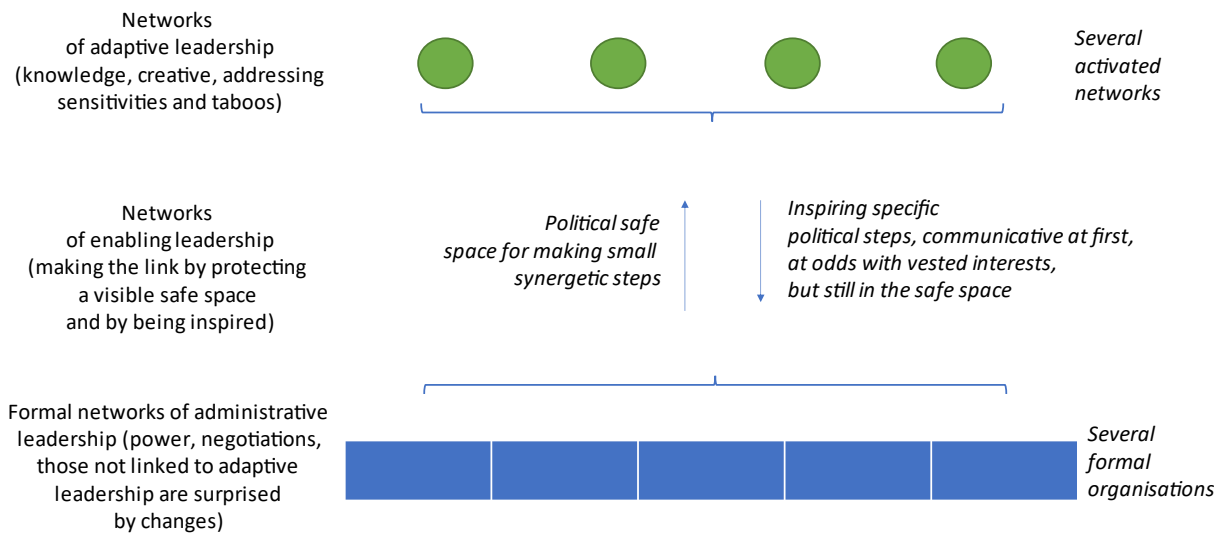 Networks
of adaptive leadership
(knowledge, creative, addressing
sensitivities and taboos)
Several
activated
networks
Networks
of enabling leadership
(making the link by protecting
a visible safe space
and by being inspired)
Political safe
space for making small
synergetic steps
Inspiring specific
political steps, communicative at first,
at odds with vested interests,
but still in the safe space
Formal networks of administrative
leadership (power, negotiations,
those not linked to adaptive
leadership are surprised
by changes)
Several
formal
organisations